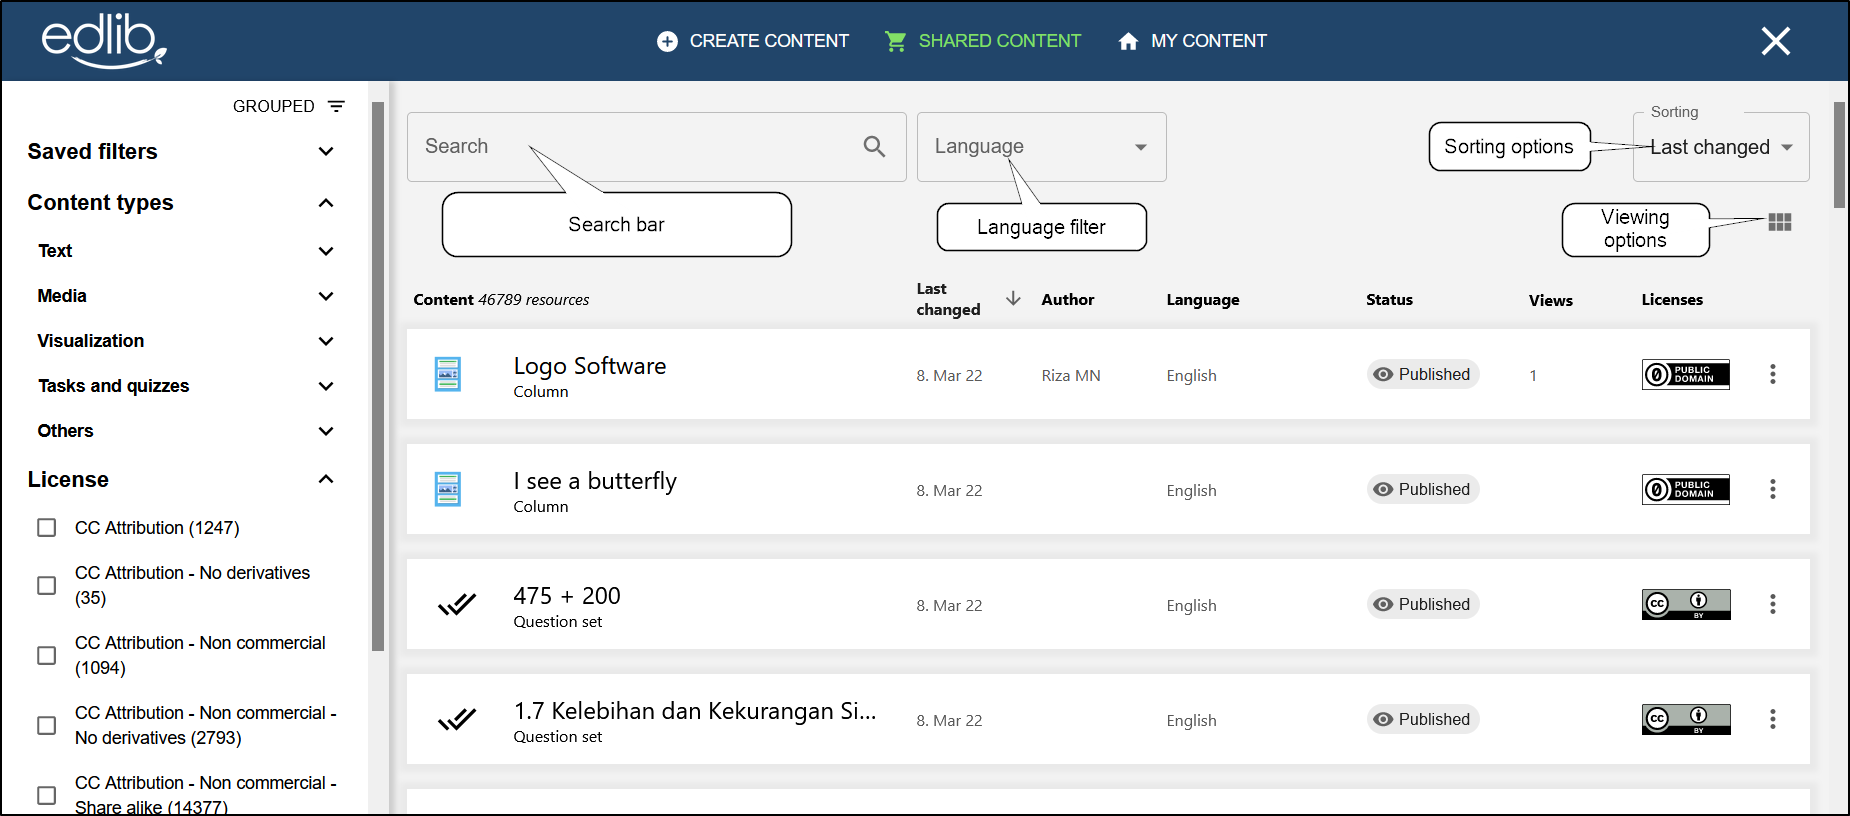 edlib
CREATE CONTENT
SHARED CONTENT
MY CONTENT
GROUPED
Saved filters
Content types
Text
Media
Visualization
Tasks and quizzes
Others
License
CC Attribution (1247)
CC Attribution - No derivatives
(35)
CC Attribution - Non commercial
(1094)
CC Attribution - Non commercial -
No derivatives (2793)
CC Attribution - Non commercial -
Share alike (14377)
Search
Language
Sorting
Last changed
Sorting options
Search bar
Language filter
Viewing
options
Content 46789 resources
Last
changed
Author
Language
Status
Views
Licenses
Logo Software
Column
8. Mar 22
Riza MN
English
Published
1
PUBLIC
DOMAIN
I see a butterfly
Column
8. Mar 22
English
Published
PUBLIC
DOMAIN
475 + 200
Question set
8. Mar 22
English
Published
cc
BY
1.7 Kelebihan dan Kekurangan Si...
Question set
8. Mar 22
English
Published
cc
BY